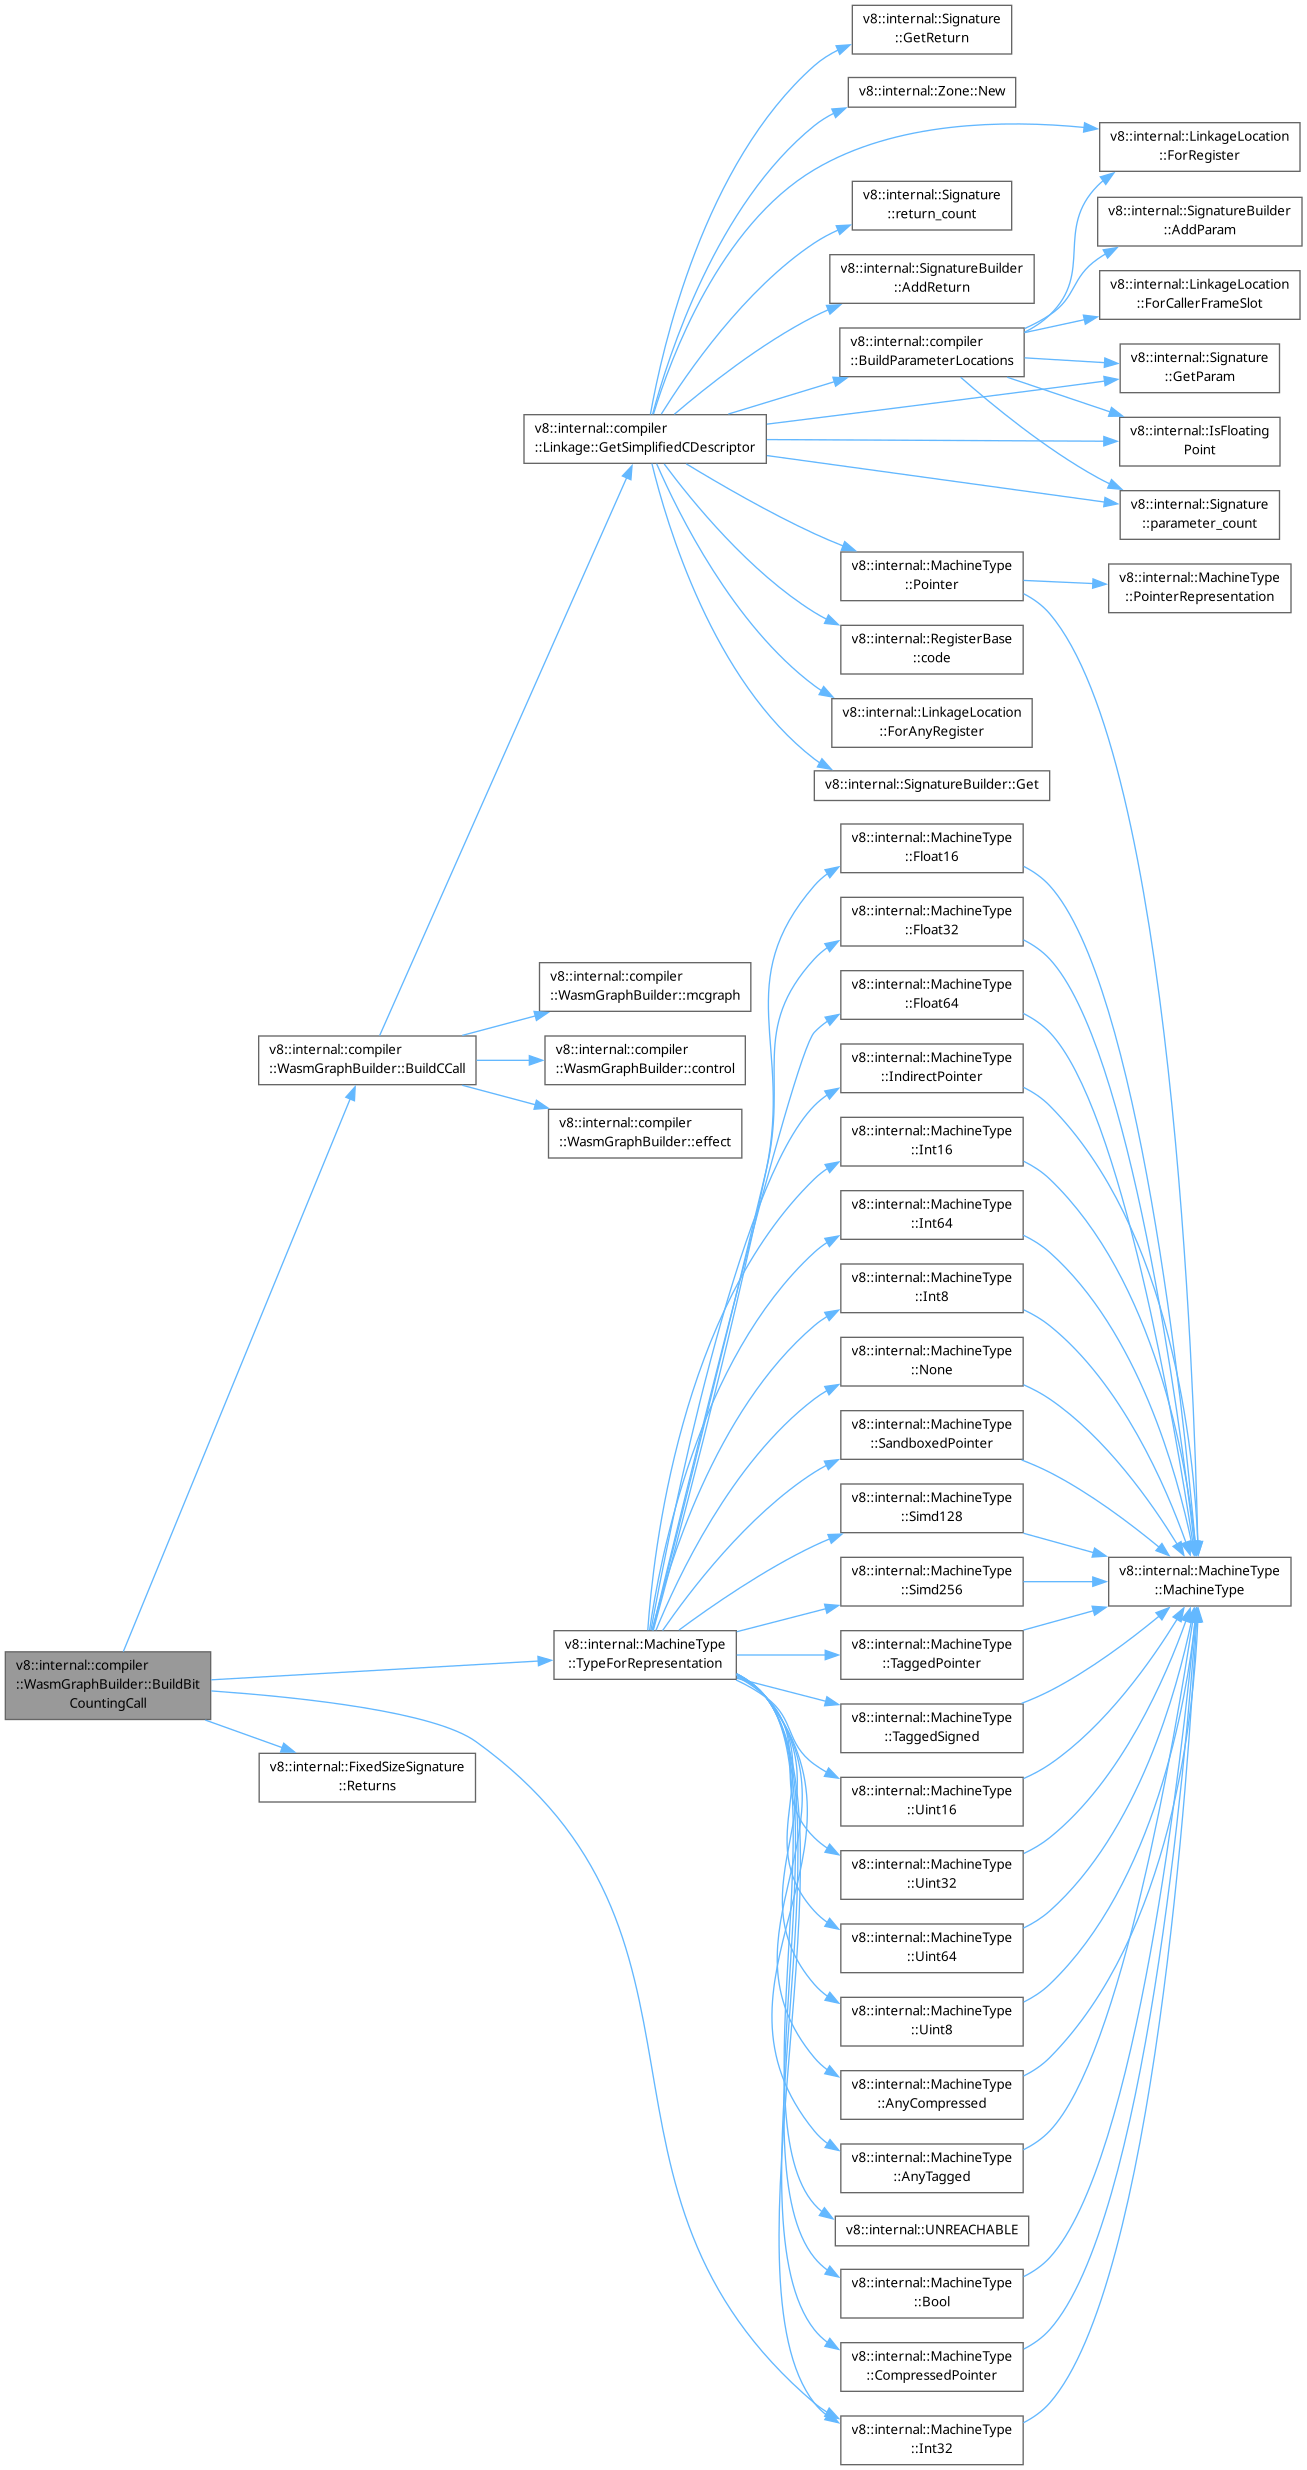 v8::internal::Signature
::GetReturn
v8::internal::Zone::New
v8::internal::LinkageLocation
::ForRegister
v8::internal::Signature
::return_count
v8::internal::SignatureBuilder
::AddParam
v8::internal::SignatureBuilder
::AddReturn
v8::internal::LinkageLocation
::ForCallerFrameSlot
v8::internal::compiler
::BuildParameterLocations
v8::internal::Signature
::GetParam
v8::internal::compiler
::Linkage::GetSimplifiedCDescriptor
v8::internal::IsFloating
Point
v8::internal::Signature
::parameter_count
v8::internal::MachineType
::Pointer
v8::internal::MachineType
::PointerRepresentation
v8::internal::RegisterBase
::code
v8::internal::LinkageLocation
::ForAnyRegister
v8::internal::SignatureBuilder::Get
v8::internal::MachineType
::Float16
v8::internal::MachineType
::Float32
v8::internal::compiler
::WasmGraphBuilder::mcgraph
v8::internal::MachineType
::Float64
v8::internal::compiler
::WasmGraphBuilder::BuildCCall
v8::internal::compiler
::WasmGraphBuilder::control
v8::internal::MachineType
::IndirectPointer
v8::internal::compiler
::WasmGraphBuilder::effect
v8::internal::MachineType
::Int16
v8::internal::MachineType
::Int64
v8::internal::MachineType
::Int8
v8::internal::MachineType
::None
v8::internal::MachineType
::SandboxedPointer
v8::internal::MachineType
::Simd128
v8::internal::MachineType
::Simd256
v8::internal::MachineType
::MachineType
v8::internal::compiler
::WasmGraphBuilder::BuildBit
CountingCall
v8::internal::MachineType
::TypeForRepresentation
v8::internal::MachineType
::TaggedPointer
v8::internal::MachineType
::TaggedSigned
v8::internal::FixedSizeSignature
::Returns
v8::internal::MachineType
::Uint16
v8::internal::MachineType
::Uint32
v8::internal::MachineType
::Uint64
v8::internal::MachineType
::Uint8
v8::internal::MachineType
::AnyCompressed
v8::internal::MachineType
::AnyTagged
v8::internal::UNREACHABLE
v8::internal::MachineType
::Bool
v8::internal::MachineType
::CompressedPointer
v8::internal::MachineType
::Int32